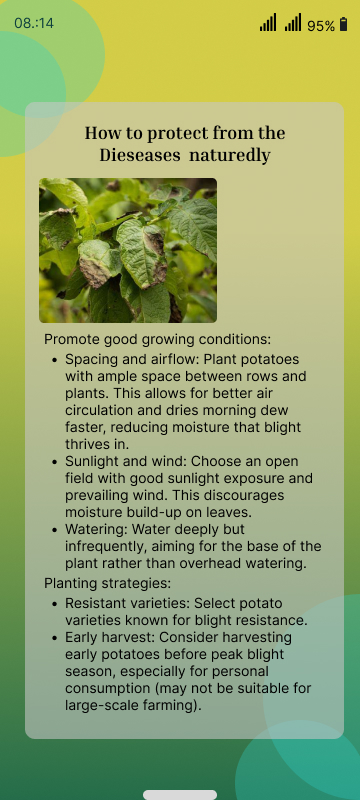 08.:14
95%
How to protect from the
Dieseases naturedly
Promote good growing conditions:
• Spacing and airflow: Plant potatoes
with ample space between rows and
plants. This allows for better air
circulation and dries morning dew
faster, reducing moisture that blight
thrives in.
• Sunlight and wind: Choose an open
field with good sunlight exposure and
prevailing wind. This discourages
moisture build-up on leaves.
• Watering: Water deeply but
infrequently, aiming for the base of the
plant rather than overhead watering.
Planting strategies:
• Resistant varieties: Select potato
varieties known for blight resistance.
• Early harvest: Consider harvesting
early potatoes before peak blight
season, especially for personal
consumption (may not be suitable for
large-scale farming).